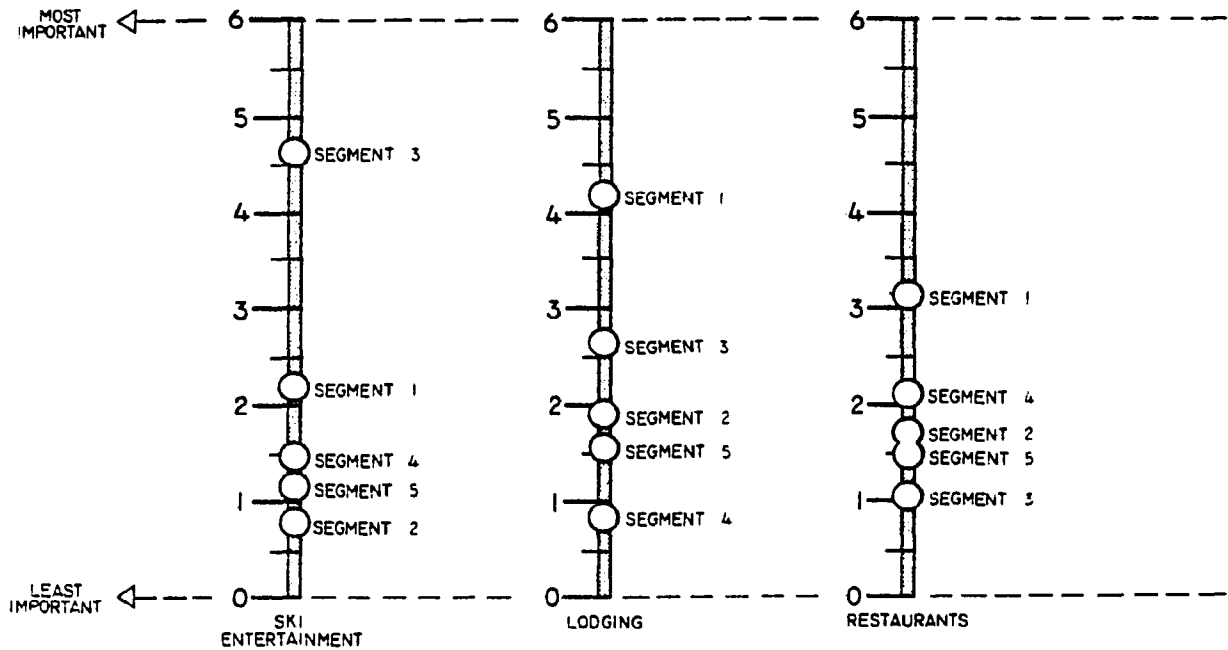 MOST
IMPORTANT
6
5
4
3
2
1
0
SEGMENT 3
SEGMENT 1
SEGMENT 4
SEGMENT 5
SEGMENT 2
LEAST
IMPORTANT
SKI
ENTERTAINMENT
6
5
4
3
2
1
0
SEGMENT 1
SEGMENT 3
SEGMENT 2
SEGMENT 5
SEGMENT 4
LODGING
6
5
4
3
2
1
0
SEGMENT 1
SEGMENT 4
SEGMENT 2
SEGMENT 5
SEGMENT 3
RESTAURANTS